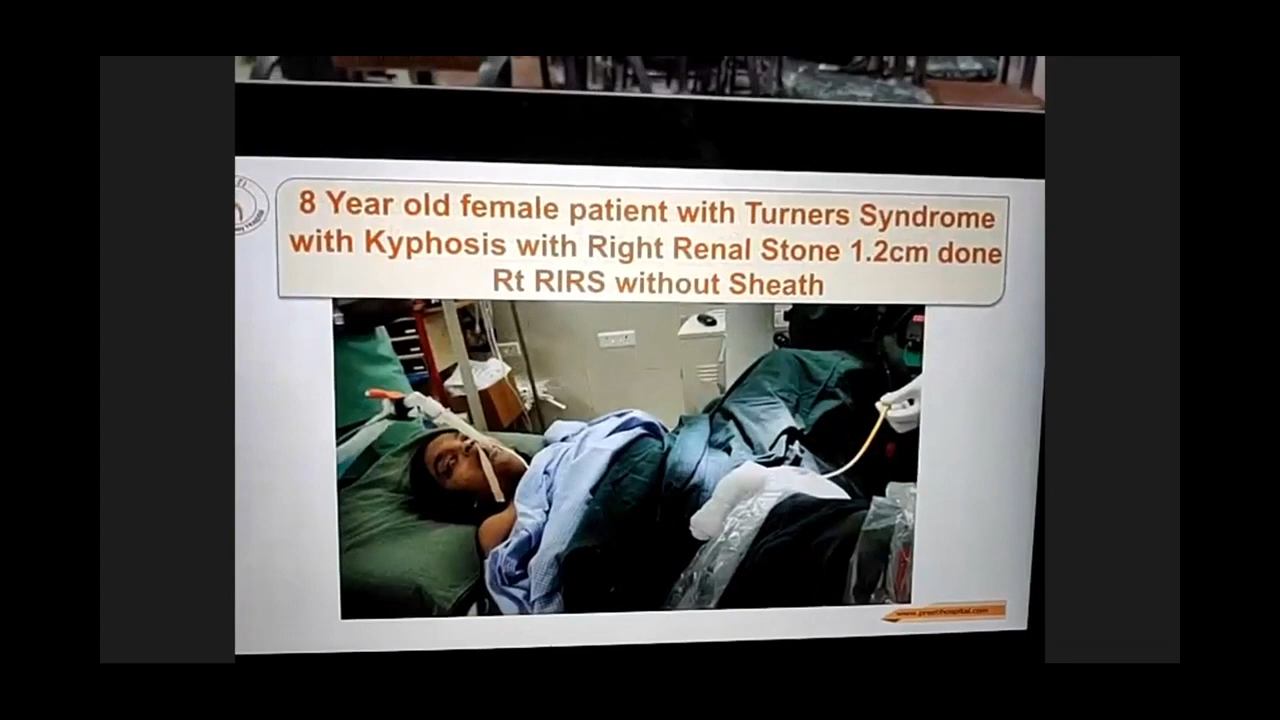 8 Year old female patient with Turners Syndrome
with Kyphosis with Right Renal Stone 1.2cm done
Rt RIRS without Sheath
www.preethospital.com